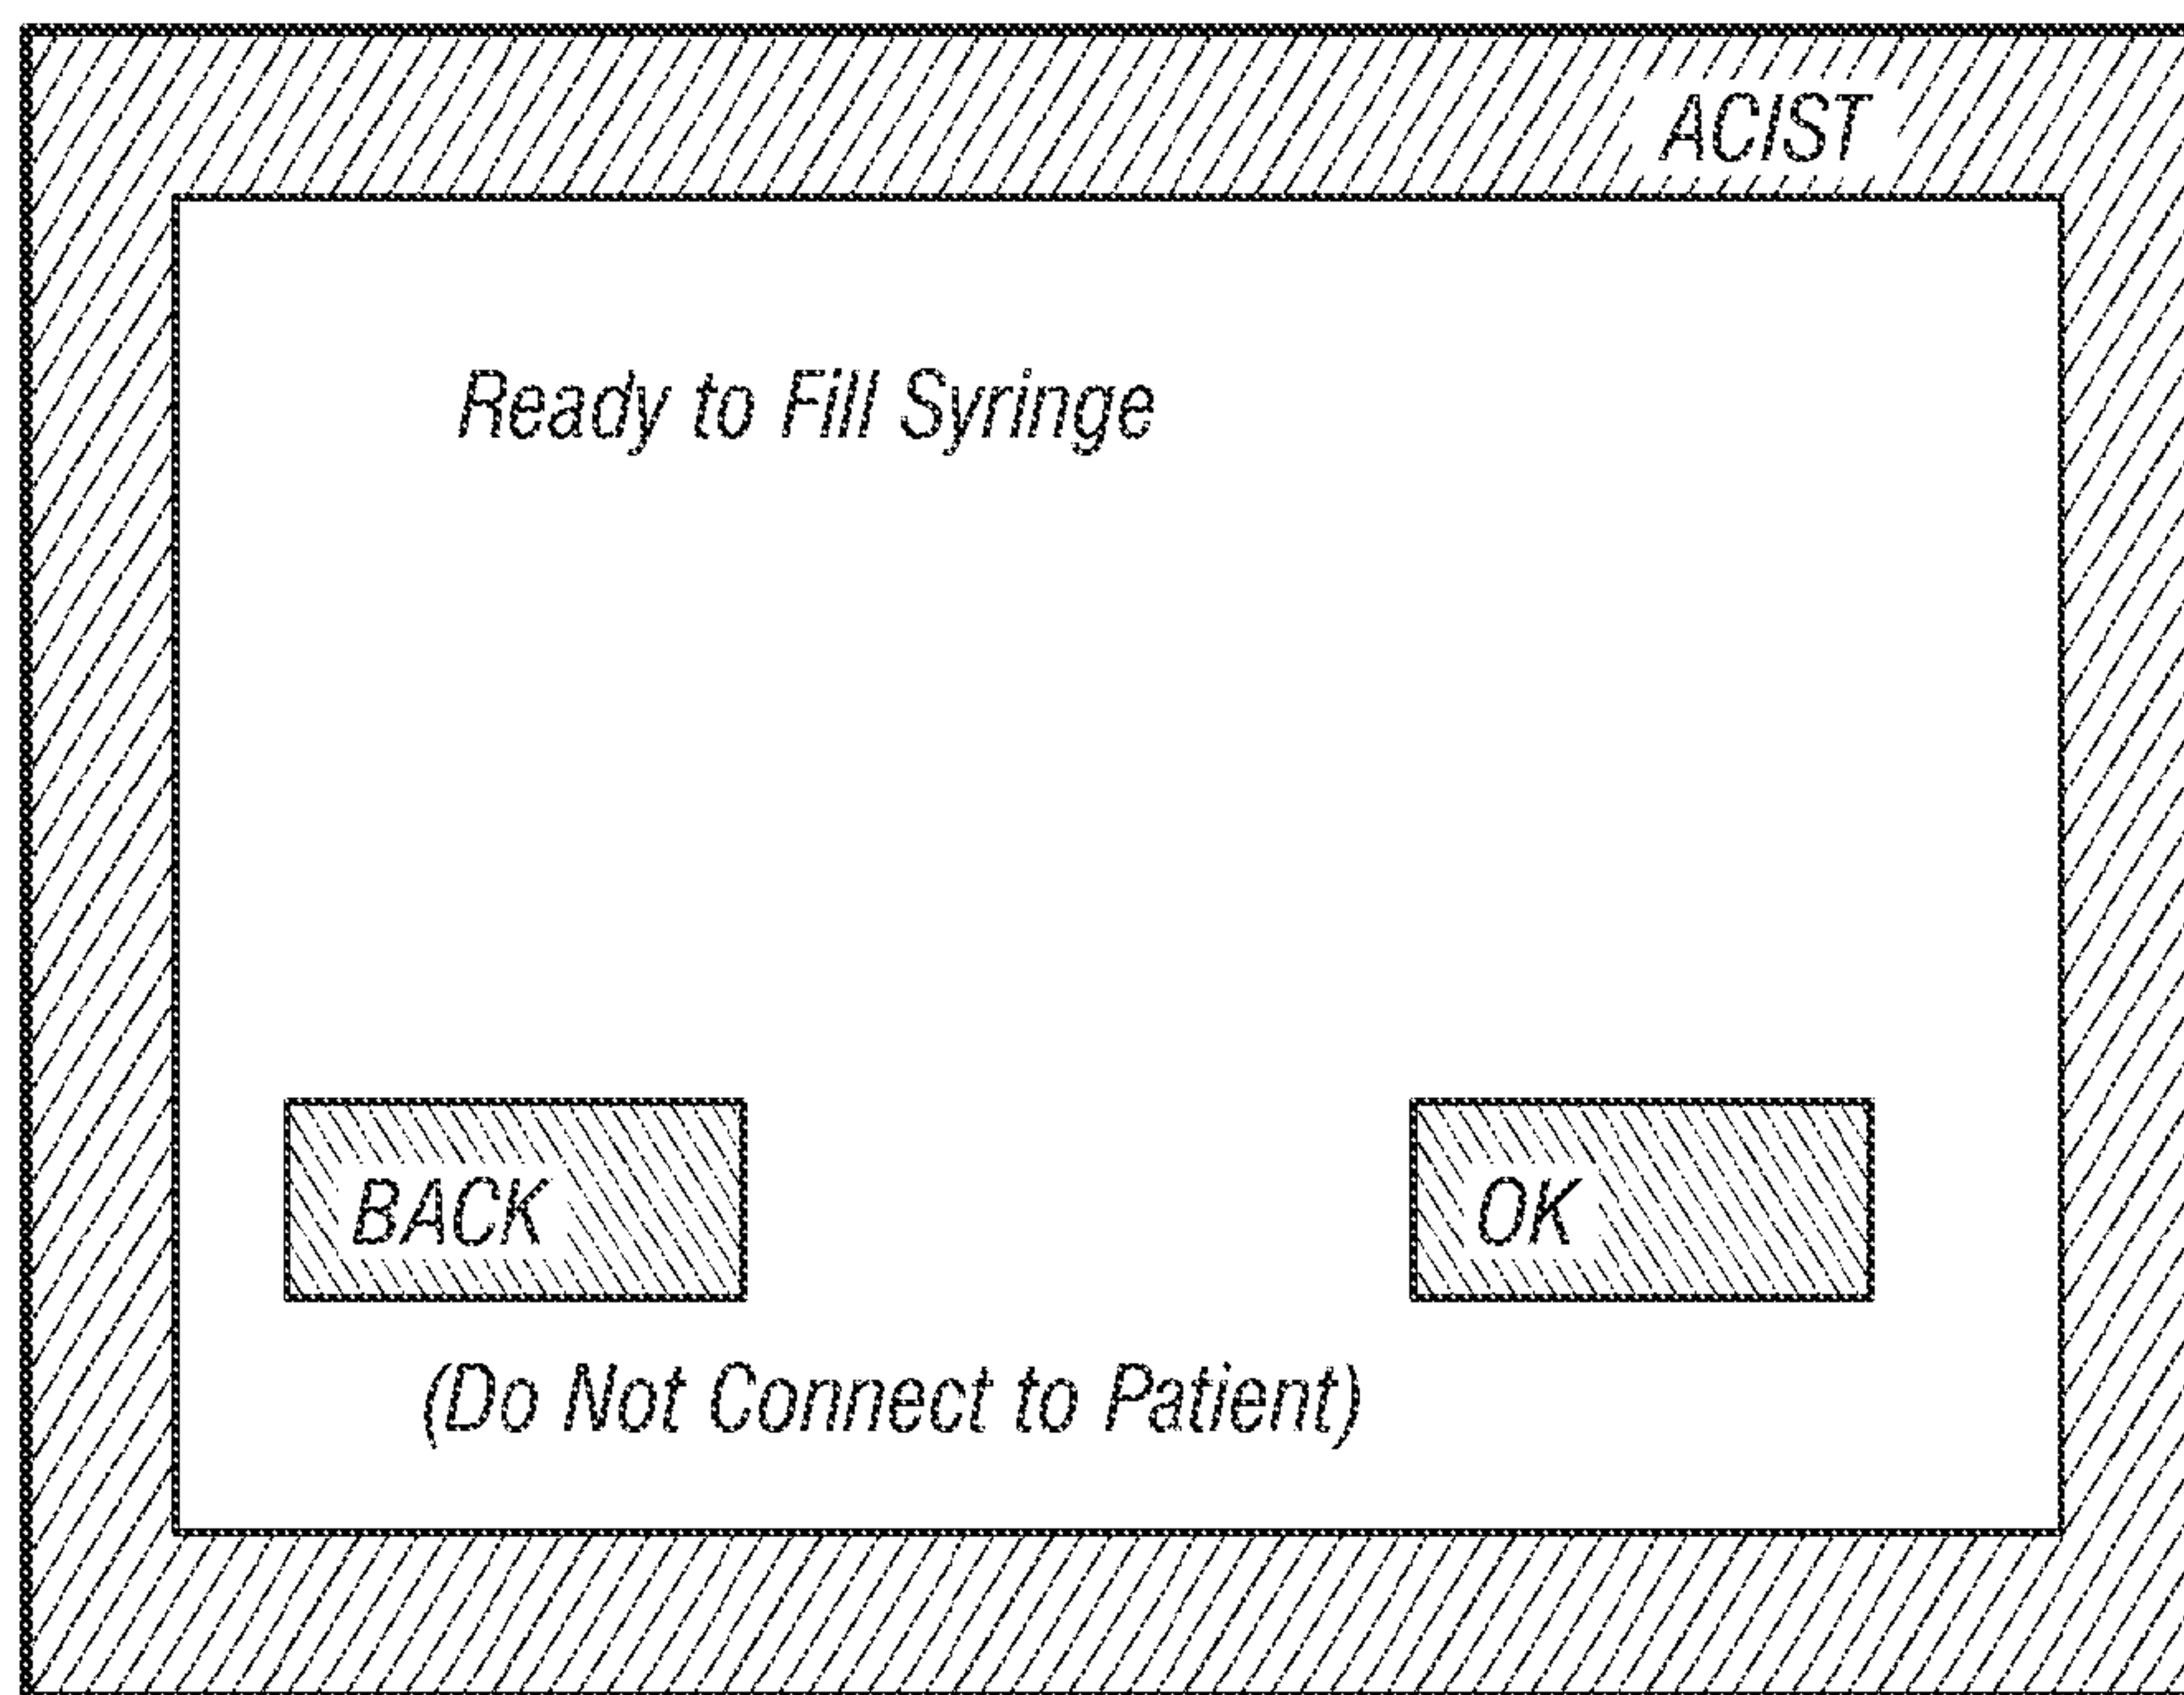 ACIST
Ready to Fill Syringe
BACK
OK
(Do Not Connect to Patient)